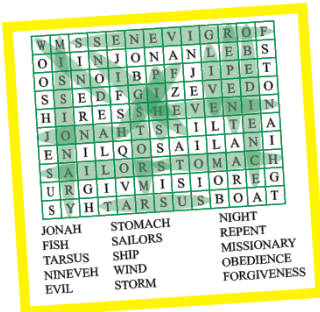 W M S S E N E V I G R O F
O I I N J O N A N L E B S
O S N O I B P F J I P E T
S S E D F G I Z E V E D O
H I R E S S H E V E N I N
J O N A H T S T I L T E A
E N I L Q O S A I L A N I
S A I L O R S T O M A C H
U R G I V M I S I O R E G
S Y H T A R S U S B O A T
JONAH STOMACH NIGHT
FISH SAILORS REPENT
TARSUS SHIP MISSIONARY
NINEVEH WIND OBEDIENCE
EVIL STORM FORGIVENESS